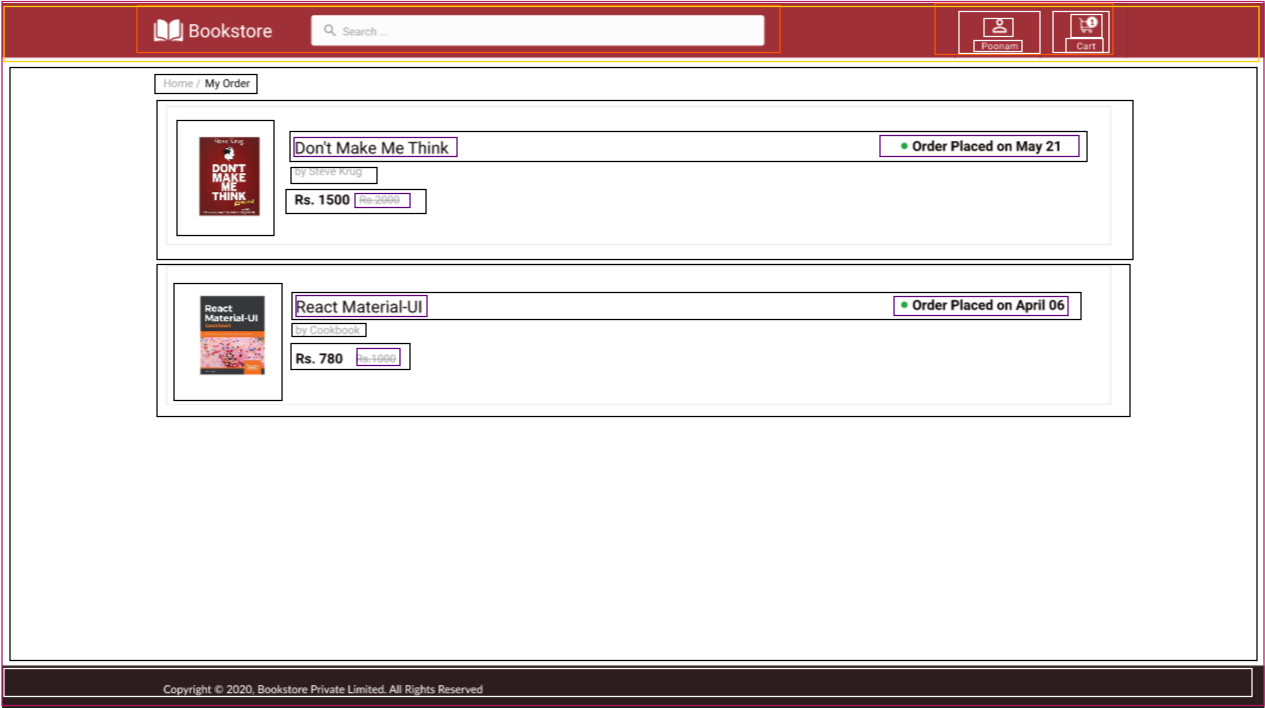 Bookstore
Search ...
Poonam
1
Cart
Home / My Order
Steve Krug
DON'T
MAKE
ME
THINK
Don't Make Me Think
Order Placed on May 21
by Steve Krug
Rs. 1500 Rs.2000
React
Material-UI
React Material-UI
Order Placed on April 06
by Cookbook
Rs. 780 Rs.1000
Copyright © 2020, Bookstore Private Limited. All Rights Reserved